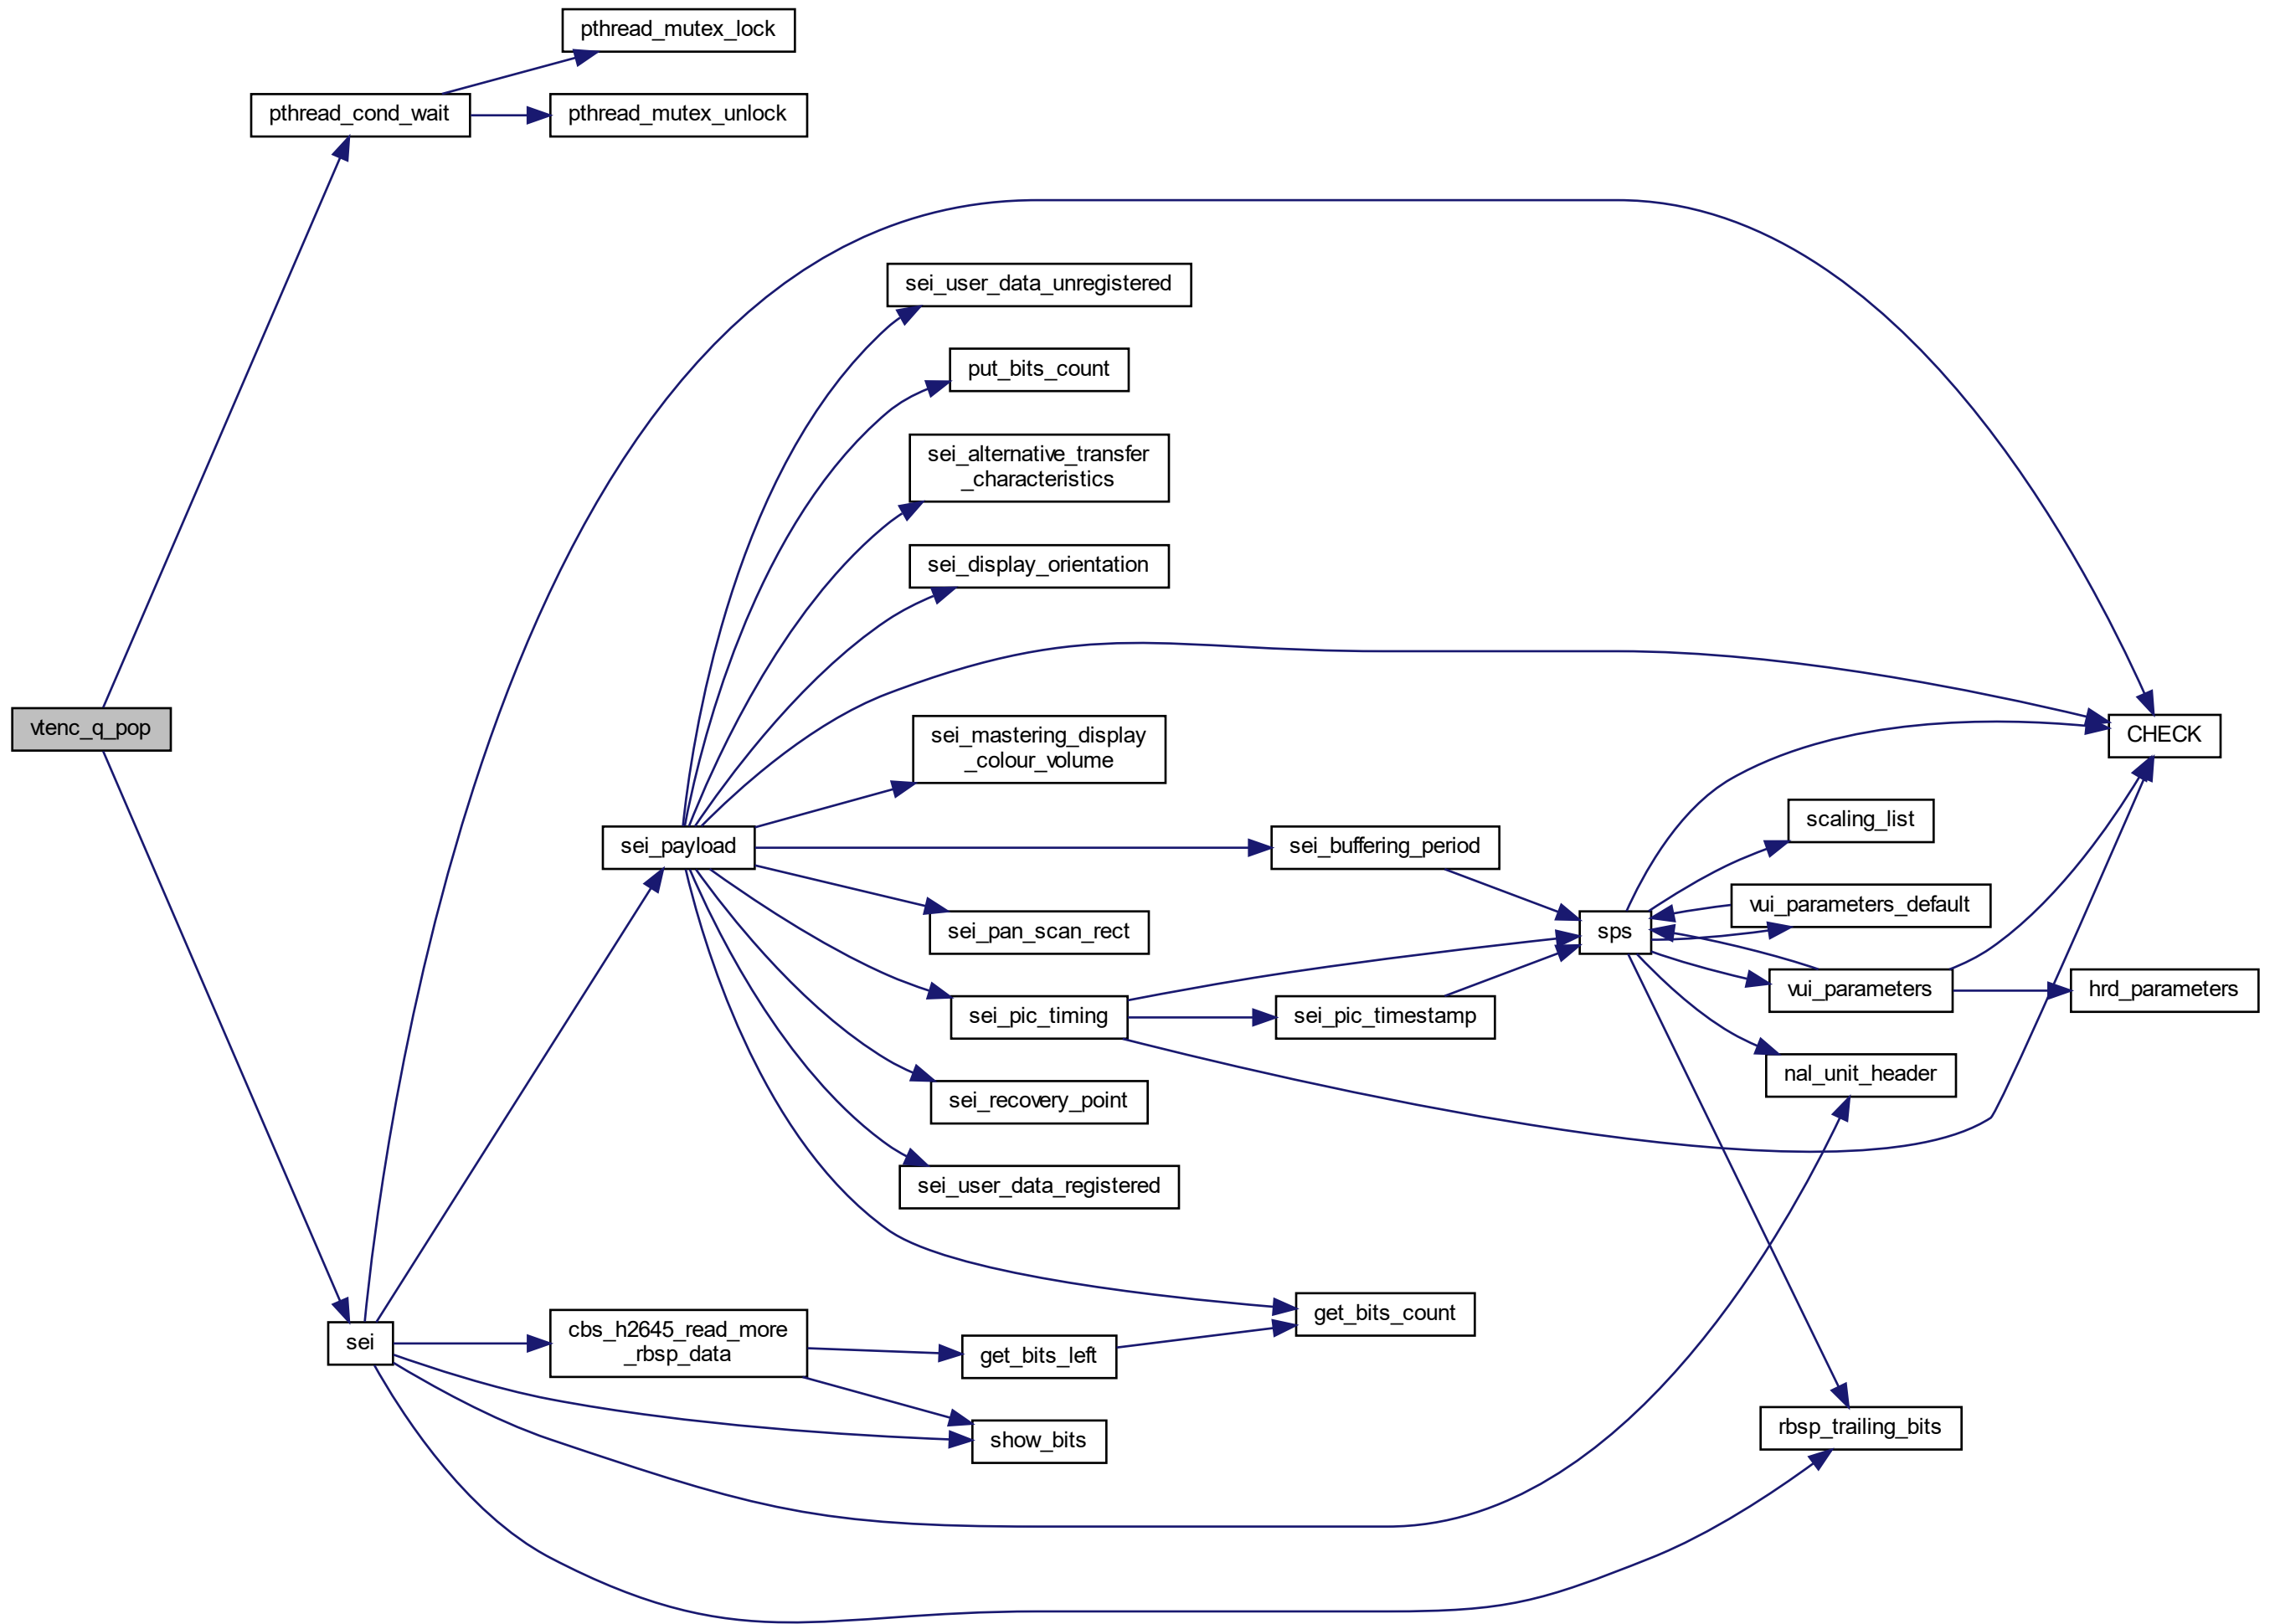 pthread_mutex_lock
pthread_cond_wait
pthread_mutex_unlock
sei_user_data_unregistered
put_bits_count
sei_alternative_transfer
_characteristics
sei_display_orientation
vtenc_q_pop
sei_mastering_display
_colour_volume
CHECK
sei_payload
sei_buffering_period
scaling_list
sei_pan_scan_rect
sps
vui_parameters_default
sei_pic_timing
sei_pic_timestamp
vui_parameters
hrd_parameters
nal_unit_header
sei_recovery_point
sei_user_data_registered
get_bits_count
sei
cbs_h2645_read_more
_rbsp_data
get_bits_left
show_bits
rbsp_trailing_bits